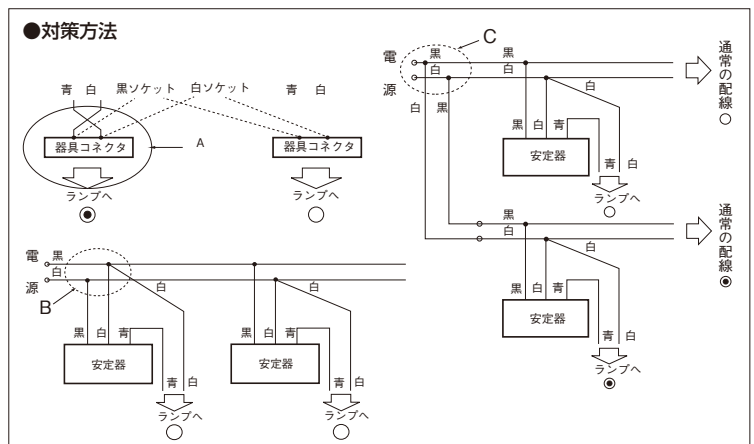 ●対策方法
青 白 黒ソケット 白ソケット 青 白
器具コネクタ
A
器具コネクタ
ランプへ
ランプへ
電
源
黒
白
B
白
白
黒 白 青
黒 白 青
安定器
安定器
青 白
青 白
ランプへ
ランプへ
C
電
源
黒
白
黒
白
白 黒
白
黒 白 青
安定器
青 白
ランプへ
通常の配線○
黒
白
白
黒 白 青
安定器
青 白
ランプへ
通常の配線◉